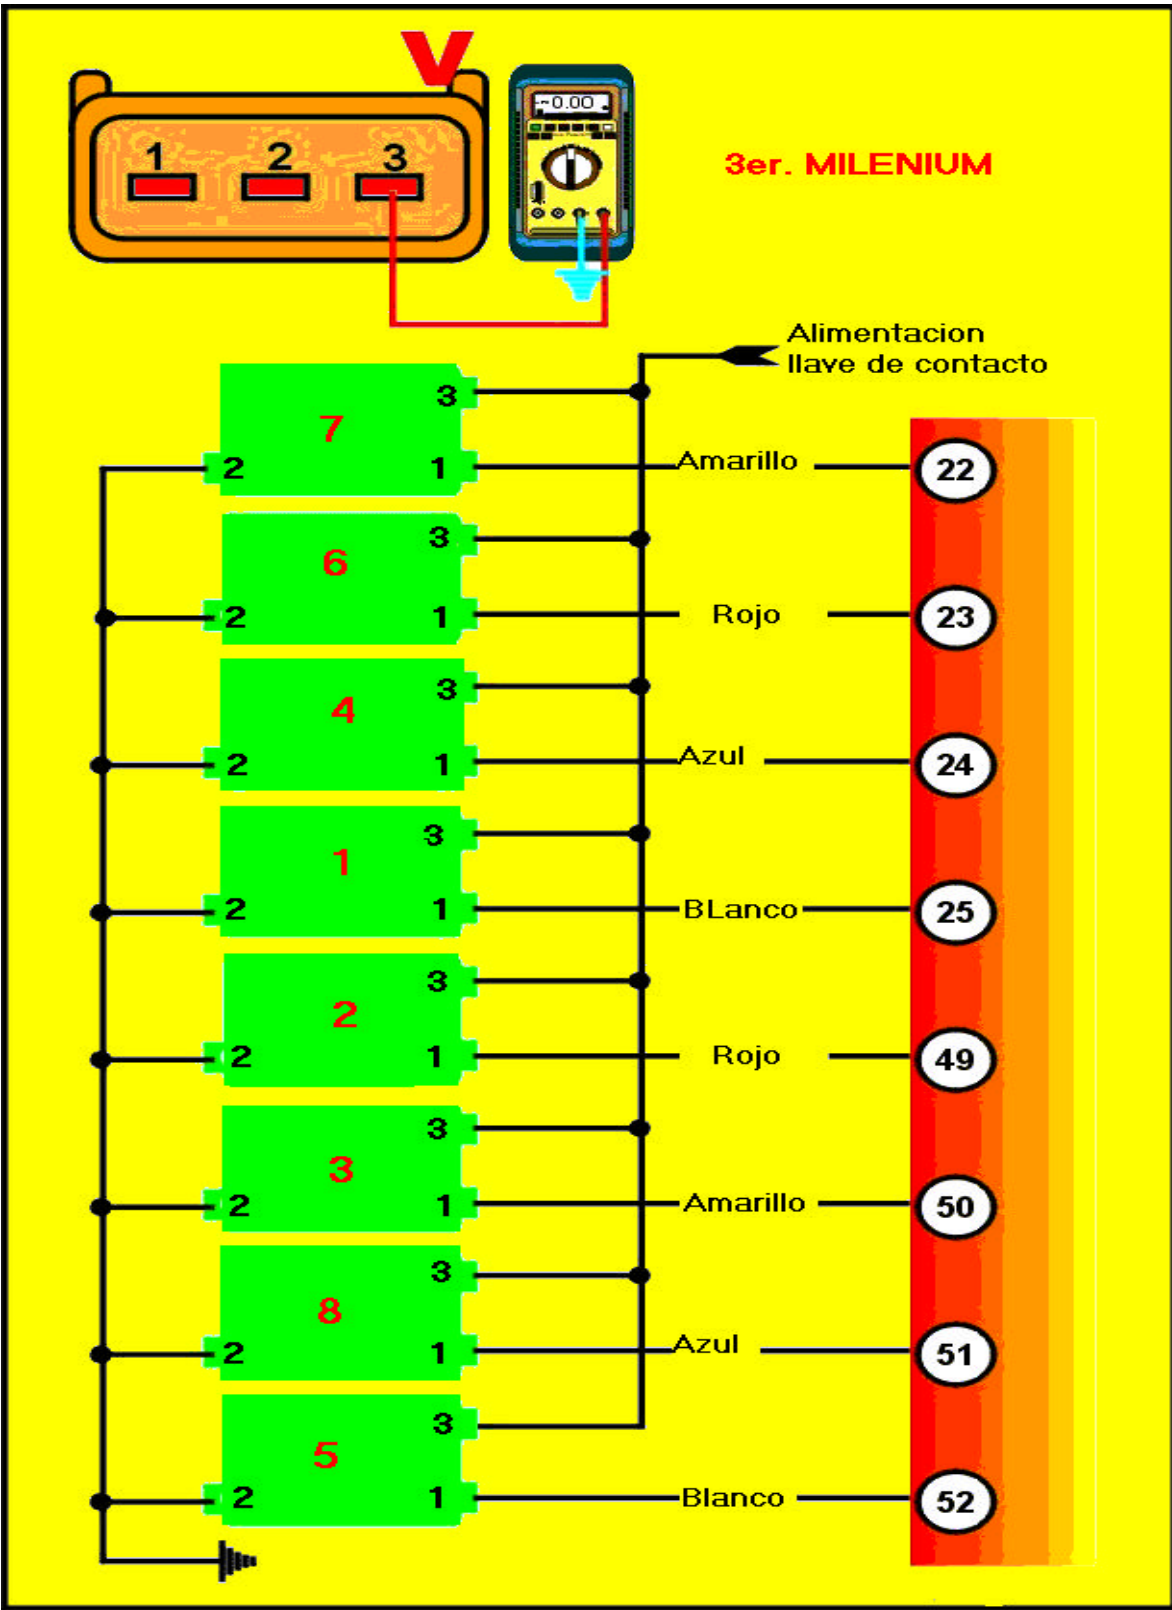 V
1 2 3
~0.00
3er. MILENIUM
Alimentacion
llave de contacto
3
7
2 1 Amarillo 22
3
6
2 1 Rojo 23
3
4
2 1 Azul 24
3
1
2 1 BLanco 25
3
2
2 1 Rojo 49
3
3
2 1 Amarillo 50
3
8
2 1 Azul 51
3
5
2 1 Blanco 52